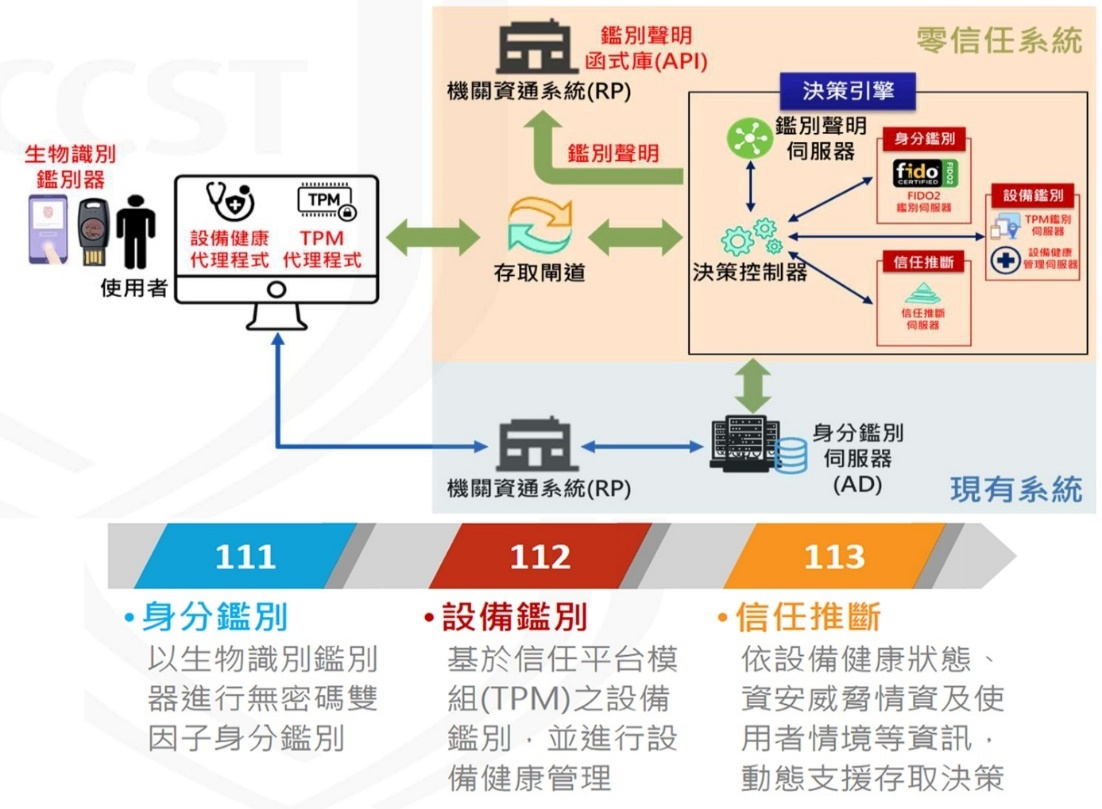 CCST
零信任系統
鑑別聲明
函式庫(API)
機關資通系統(RP)
決策引擎
鑑別聲明
伺服器
鑑別聲明
身分鑑別
fido
CERTIFIED
FIDO2
FIDO2
鑑別伺服器
設備鑑別
TPM鑑別
伺服器
設備健康
管理伺服器
信任推斷
信任推斷
伺服器
決策控制器
存取閘道
生物識別
鑑別器
使用者
設備健康
代理程式
TPM
TPM
代理程式
機關資通系統(RP)
身分鑑別
伺服器
(AD)
現有系統
111
112
113
•身分鑑別
以生物識別鑑別
器進行無密碼雙
因子身分鑑別
•設備鑑別
基於信任平台模
組(TPM)之設備
鑑別，並進行設
備健康管理
•信任推斷
依設備健康狀態、
資安威脅情資及使
用者情境等資訊，
動態支援存取決策